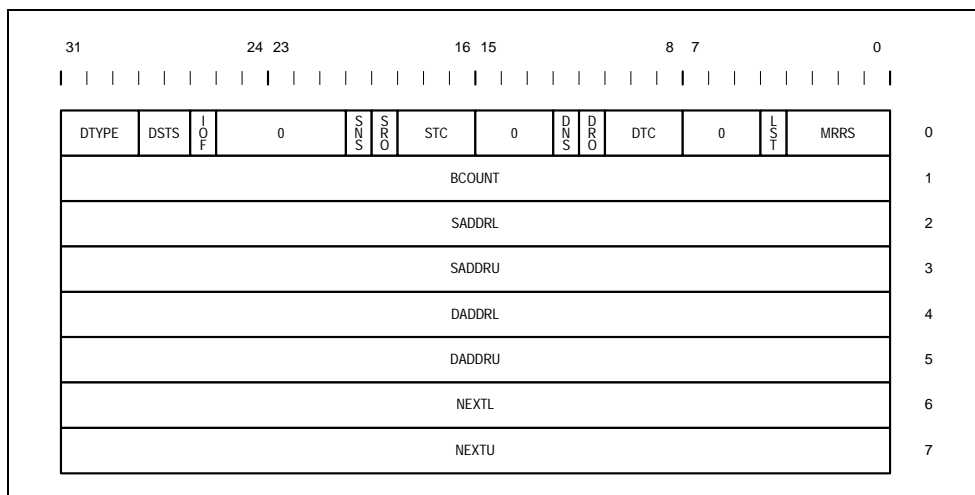 31 24 23 16 15 8 7 0
DTYPE DSTS IOF 0 SNS SRO STC 0 DNS DRO DTC 0 LST MRRS 0
BCOUNT 1
SADDRL 2
SADDRU 3
DADDRL 4
DADDRU 5
NEXTL 6
NEXTU 7